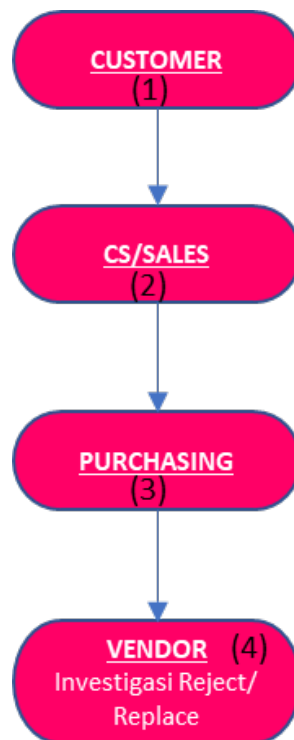 CUSTOMER
(1)
CS/SALES
(2)
PURCHASING
(3)
VENDOR (4)
Investigasi Reject/
Replace